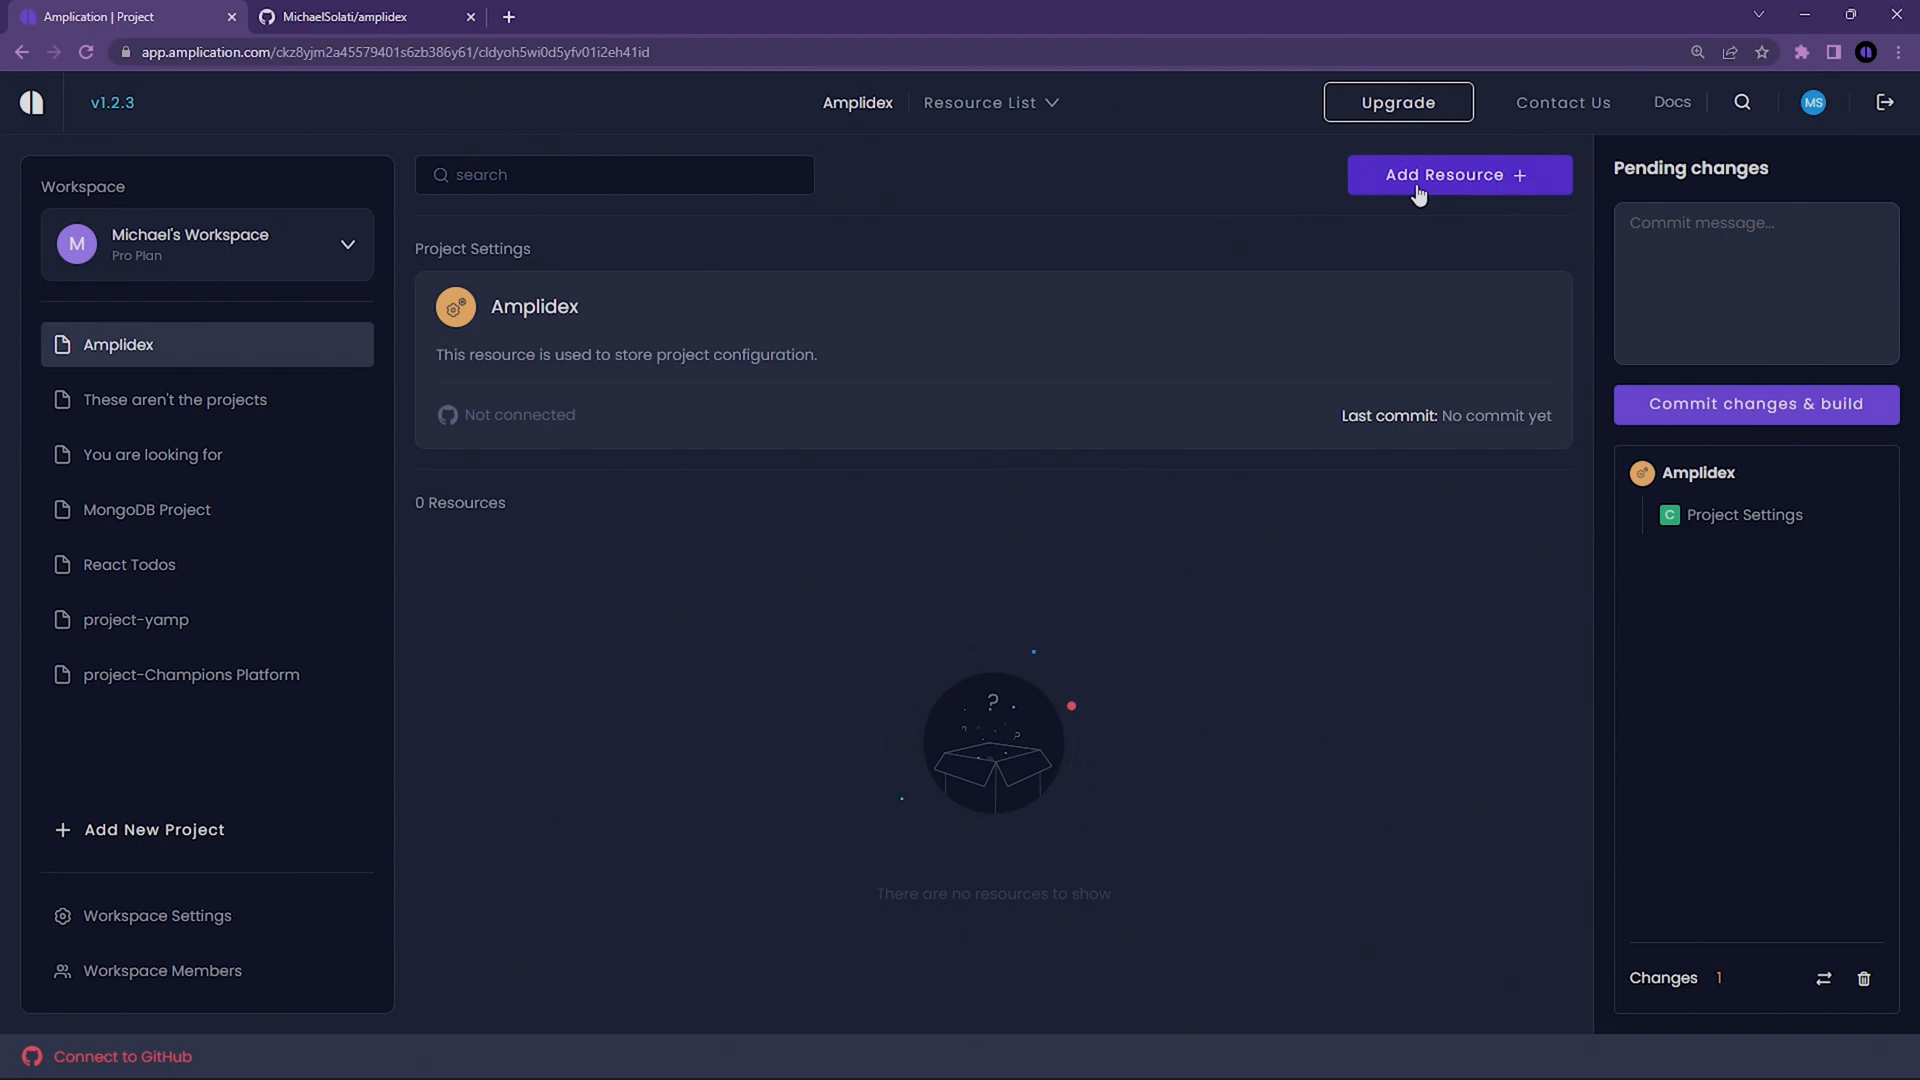 Amplication | Project
MichaelSolati/amplidex
app.amplication.com/ckz8yjm2a45579401s6zb386y61/cldyoh5wi0d5yfv01i2eh41id
v1.2.3
Amplidex
Resource List
Upgrade
Contact Us
Docs
MS
Workspace
M
Michael's Workspace
Pro Plan
Amplidex
These aren't the projects
You are looking for
MongoDB Project
React Todos
project-yamp
project-Champions Platform
+ Add New Project
Workspace Settings
Workspace Members
search
Add Resource +
Project Settings
Amplidex
This resource is used to store project configuration.
Not connected
Last commit: No commit yet
0 Resources
?
There are no resources to show
Pending changes
Commit message...
Commit changes & build
Amplidex
C Project Settings
Changes 1
Connect to GitHub